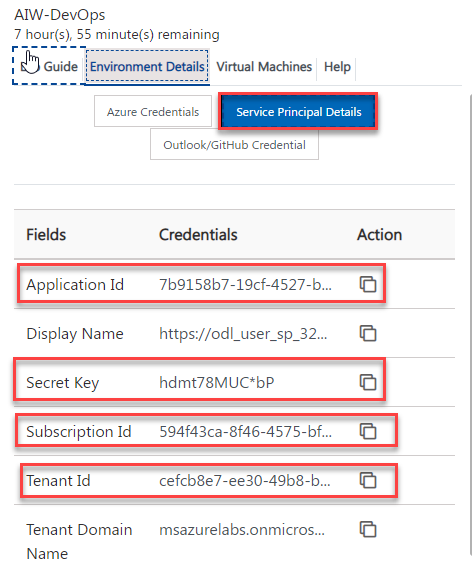 AIW-DevOps
7 hour(s), 55 minute(s) remaining
Guide Environment Details Virtual Machines Help
Azure Credentials Service Principal Details
Outlook/GitHub Credential
Fields Credentials Action
Application Id 7b9158b7-19cf-4527-b...
Display Name https://odl_user_sp_32...
Secret Key hdmt78MUC*bP
Subscription Id 594f43ca-8f46-4575-bf...
Tenant Id cefcb8e7-ee30-49b8-b...
Tenant Domain msazurelabs.onmicros...
Name